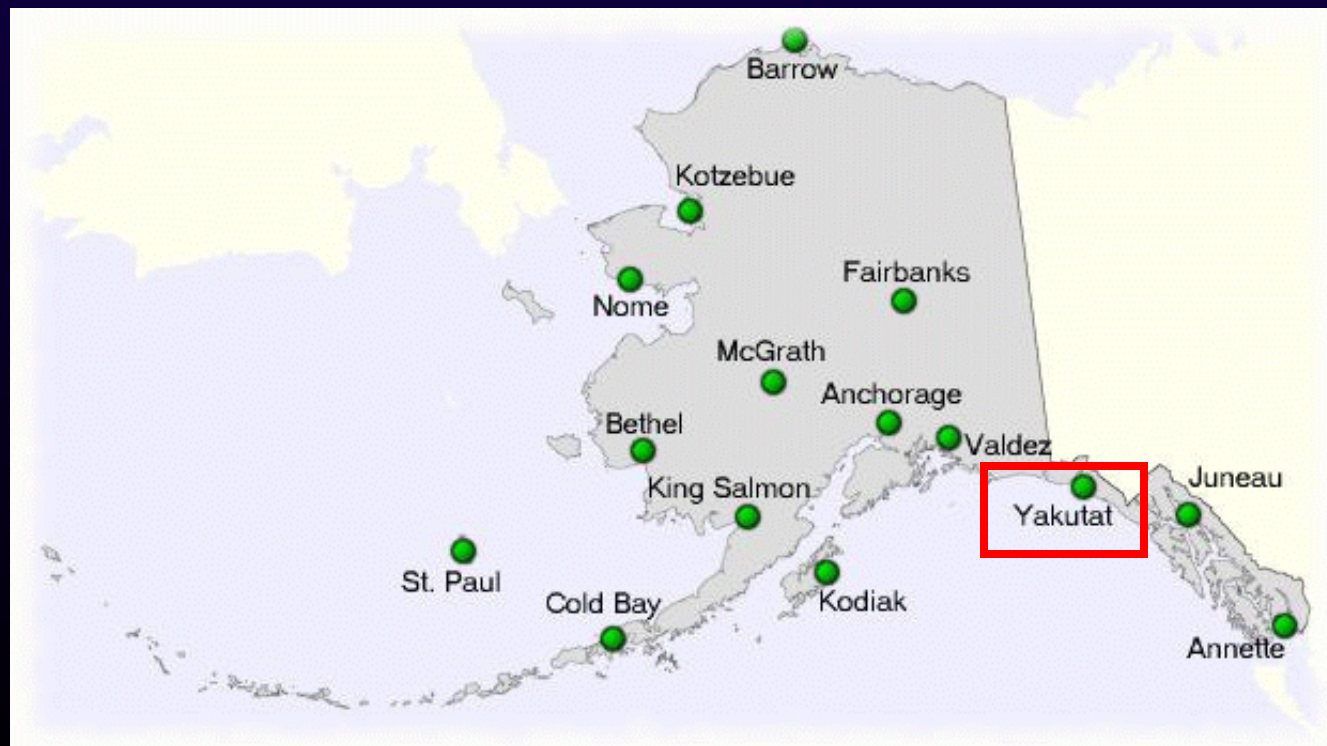 Barrow
Kotzebue
Fairbanks
Nome
McGrath
Anchorage
Bethel
Valdez
Juneau
King Salmon
Yakutat
St. Paul
Cold Bay
Kodiak
Annette